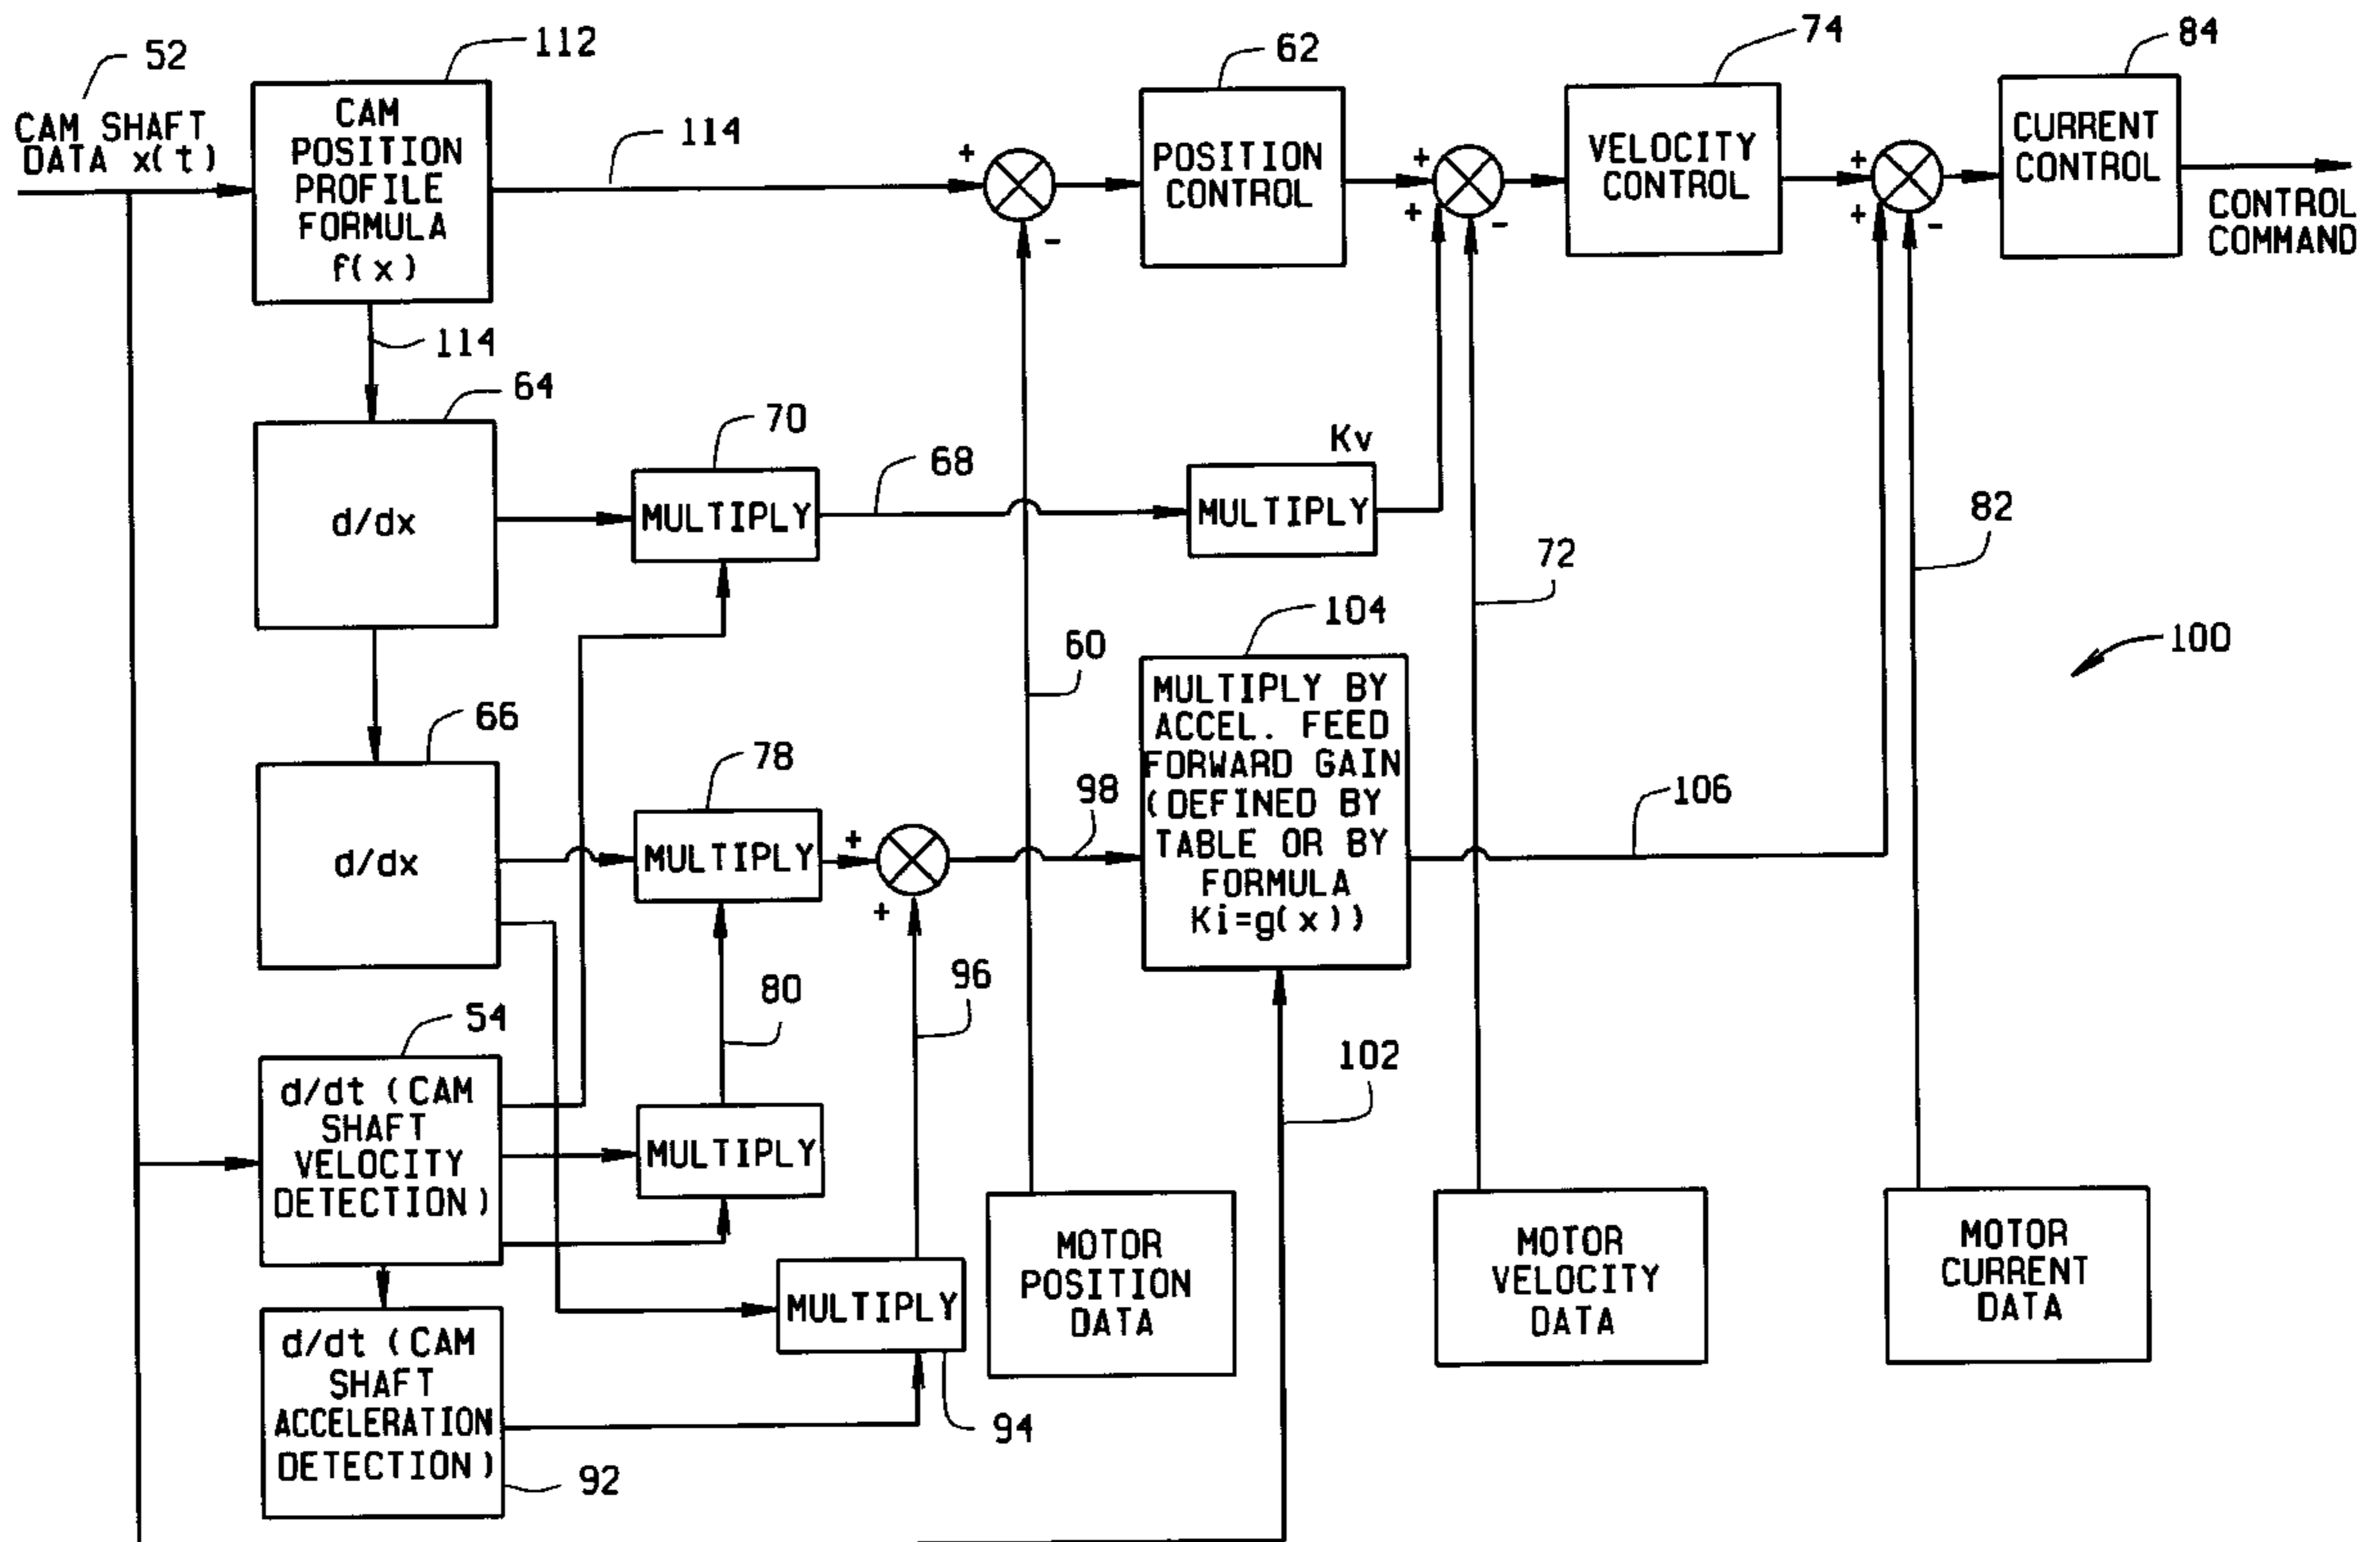 52
CAM SHAFT
DATA x(t)
112
CAM
POSITION
PROFILE
FORMULA
f(x)
114
+
-
62
POSITION
CONTROL
+
+
-
74
VELOCITY
CONTROL
+
+
-
84
CURRENT
CONTROL
CONTROL
COMMAND
114
64
d/dx
70
MULTIPLY
68
Kv
MULTIPLY
72
82
100
66
d/dx
78
MULTIPLY
+
+
60
98
104
MULTIPLY BY
ACCEL. FEED
FORWARD GAIN
(DEFINED BY
TABLE OR BY
FORMULA
Ki=g(x))
106
54
d/dt (CAM
SHAFT
VELOCITY
DETECTION)
80
MULTIPLY
96
102
MULTIPLY
94
d/dt (CAM
SHAFT
ACCELERATION
DETECTION)
92
MOTOR
POSITION
DATA
MOTOR
VELOCITY
DATA
MOTOR
CURRENT
DATA